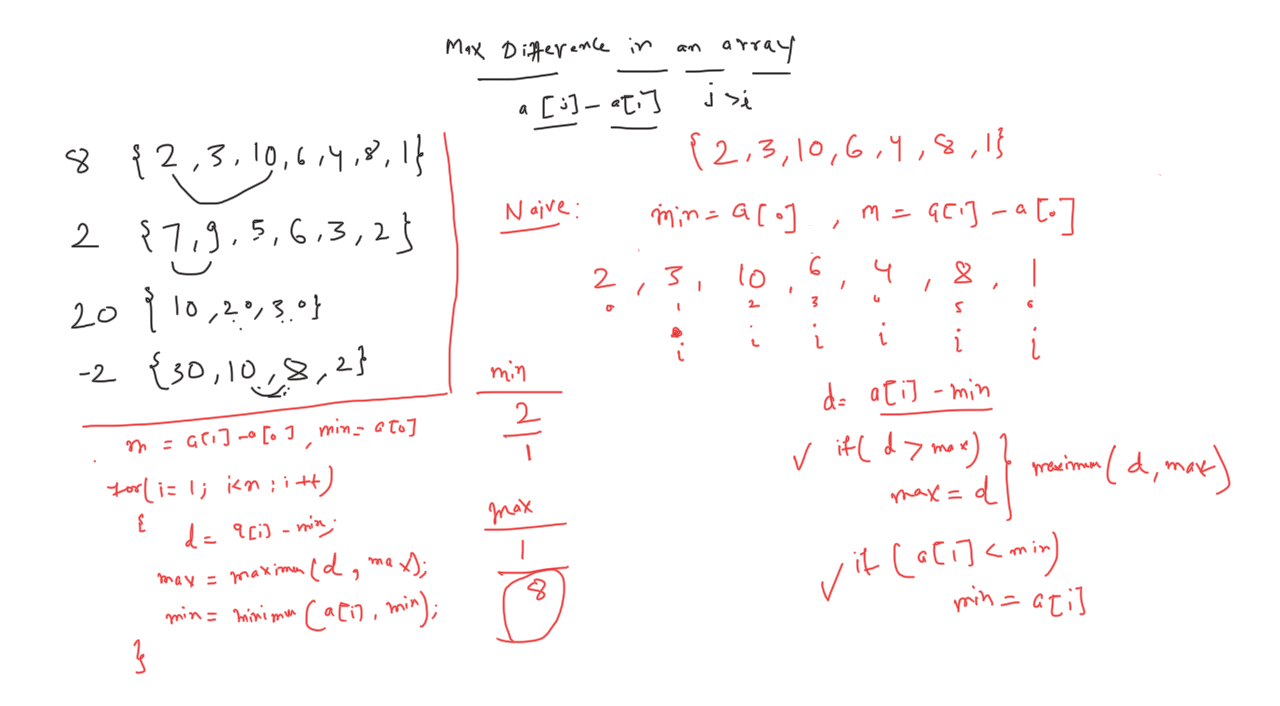 Max Difference in an array
a[j] - a[i] j > i
8 {2, 3, 10, 6, 4, 8, 1}
2 {7, 9, 5, 6, 3, 2}
20 {10, 20, 30}
-2 {30, 10, 8, 2}
{2, 3, 10, 6, 4, 8, 1}
Naive: min = a[0], m = a[1] - a[0]
2, 3, 10, 6, 4, 8, 1
0 1 2 3 4 5 6
i i i i i i
min
2
1
max
1
8
d = a[i] - min
if(d > max)
max = d
maximum(d, max)
if(a[i] < min)
min = a[i]
m = a[1] - a[0], min = a[0]
for(i = 1; i<n; i++)
{
d = a[i] - min;
max = maximum(d, max);
min = minimum(a[i], min);
}